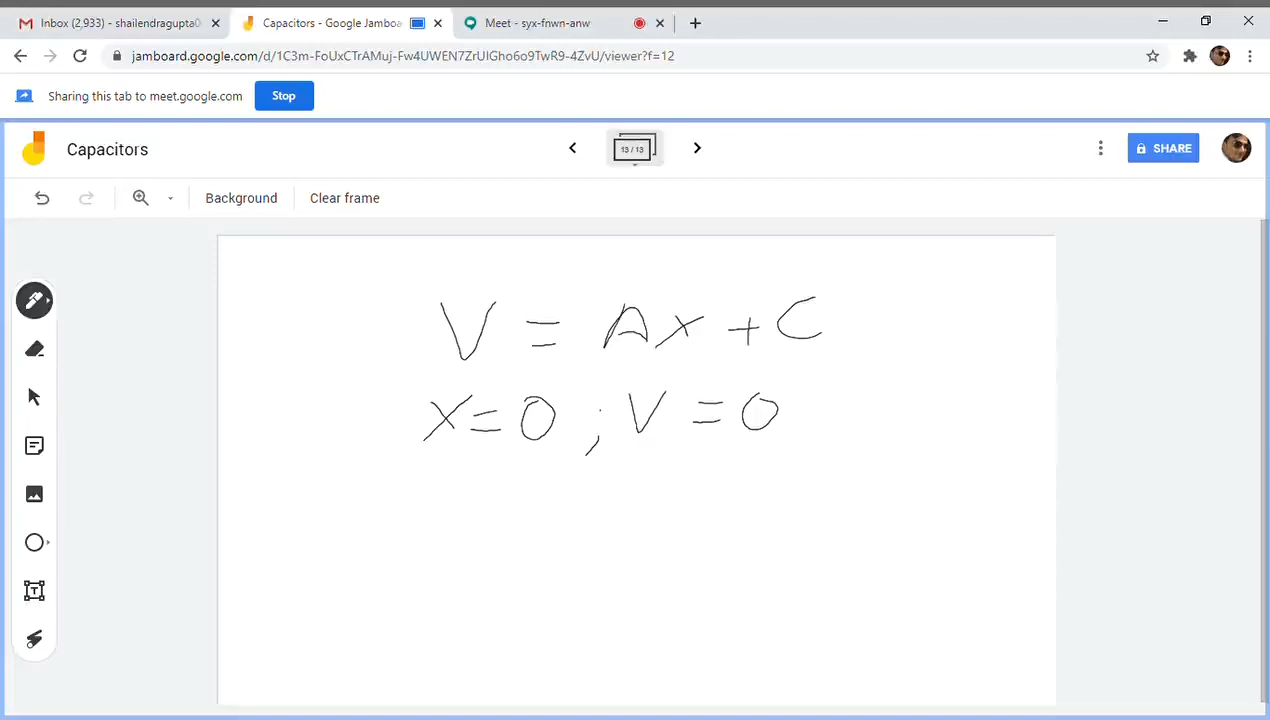 Inbox (2,933) - shailendragupta0
Capacitors - Google Jamboa
Meet - syx-fnwn-anw
jamboard.google.com/d/1C3m-FoUxCTrAMuj-Fw4UWEN7ZrUIGho6o9TwR9-4ZvU/viewer?f=12
Sharing this tab to meet.google.com
Stop
Capacitors
13 / 13
SHARE
Background
Clear frame
V = Ax + C
x = 0 ; V = 0